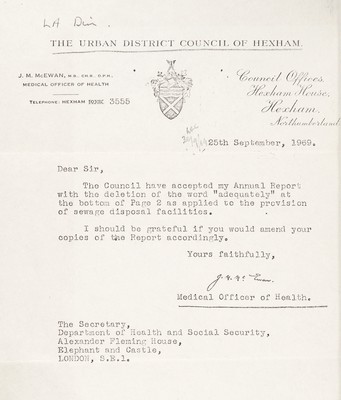 LA Div.
THE URBAN DISTRICT COUNCIL OF HEXHAM.
J. M. McEWAN, M.B. CH.B. D.P.H.
MEDICAL OFFICER OF HEALTH
TELEPHONE: HEXHAM 3555
Council Offices,
Hexham House,
Hexham,
Northumberland
25th September, 1969.
Dear Sir,
The Council have accepted my Annual Report
with the deletion of the word "adequately" at
the bottom of Page 2 as applied to the provision
of sewage disposal facilities.
I should be grateful if you would amend your
copies of the Report accordingly.
Yours faithfully,
Medical Officer of Health.
The Secretary,
Department of Health and Social Security,
Alexander Fleming House,
Elephant and Castle,
LONDON, S.E.1.